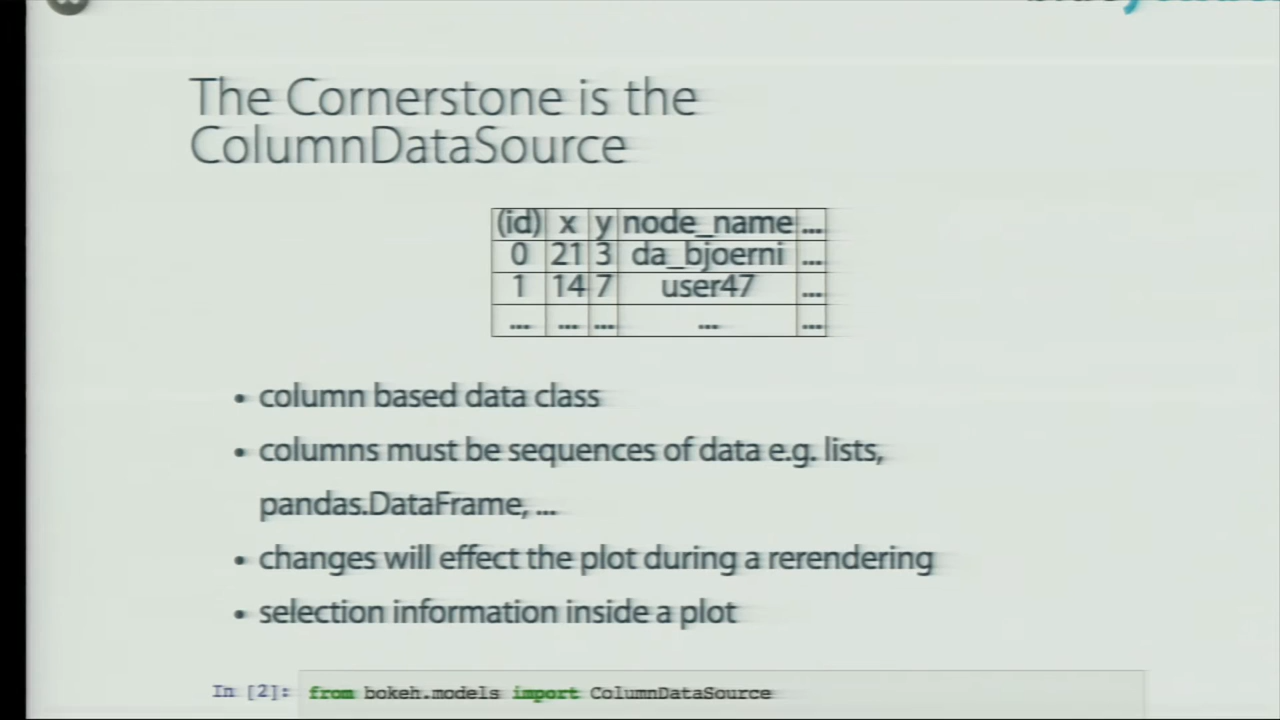 The Cornerstone is the
ColumnDataSource
(id) x y node_name ...
0 21 3 da_bjoerni ...
1 14 7 user47 ...
... ... ... ... ...
• column based data class
• columns must be sequences of data e.g. lists,
pandas.DataFrame, ...
• changes will effect the plot during a rerendering
• selection information inside a plot
In [2]: from bokeh.models import ColumnDataSource